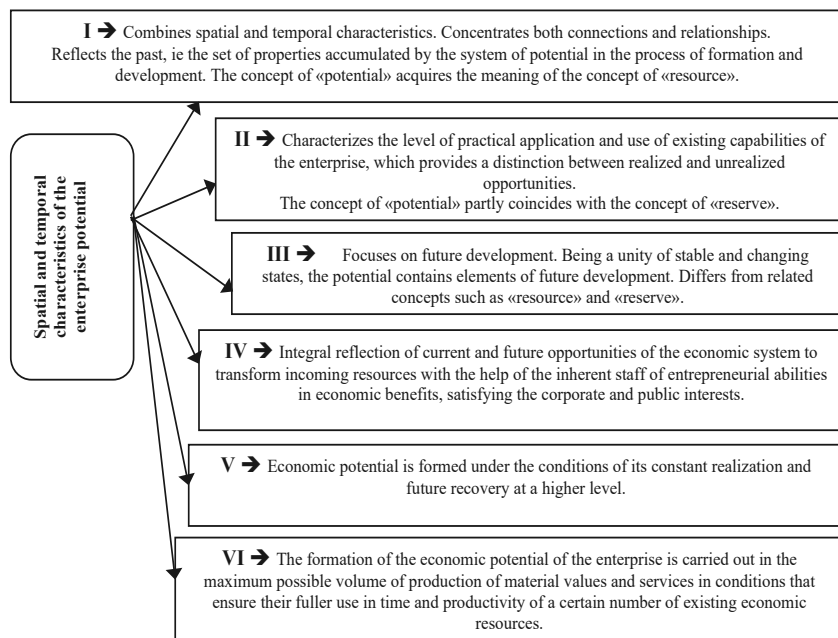 I ➔ Combines spatial and temporal characteristics. Concentrates both connections and relationships.
Reflects the past, ie the set of properties accumulated by the system of potential in the process of formation and
development. The concept of «potential» acquires the meaning of the concept of «resource».
Spatial and temporal
characteristics of the
enterprise potential
II ➔ Characterizes the level of practical application and use of existing capabilities of
the enterprise, which provides a distinction between realized and unrealized
opportunities.
The concept of «potential» partly coincides with the concept of «reserve».
III ➔ Focuses on future development. Being a unity of stable and changing
states, the potential contains elements of future development. Differs from related
concepts such as «resource» and «reserve».
IV ➔ Integral reflection of current and future opportunities of the economic system to
transform incoming resources with the help of the inherent staff of entrepreneurial abilities
in economic benefits, satisfying the corporate and public interests.
V ➔ Economic potential is formed under the conditions of its constant realization and
future recovery at a higher level.
VI ➔ The formation of the economic potential of the enterprise is carried out in the
maximum possible volume of production of material values and services in conditions that
ensure their fuller use in time and productivity of a certain number of existing economic
resources.